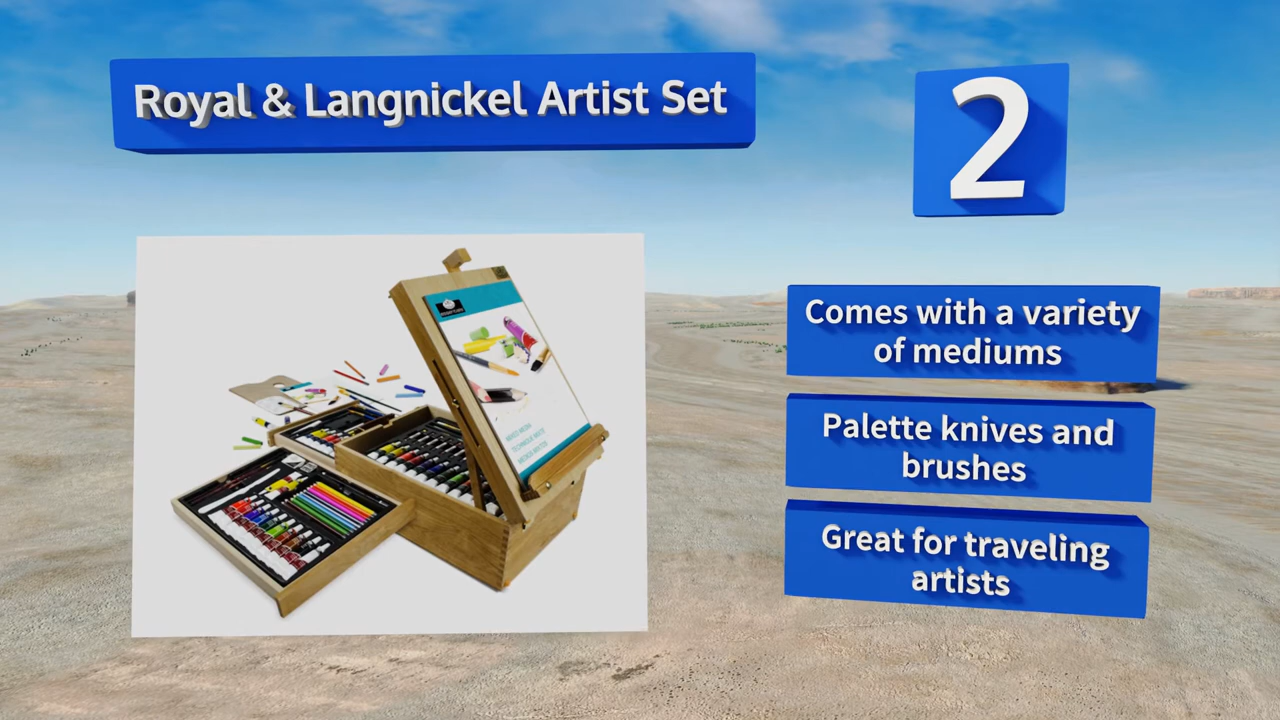 Royal & Langnickel Artist Set
2
Comes with a variety
of mediums
Palette knives and
brushes
Great for traveling
artists